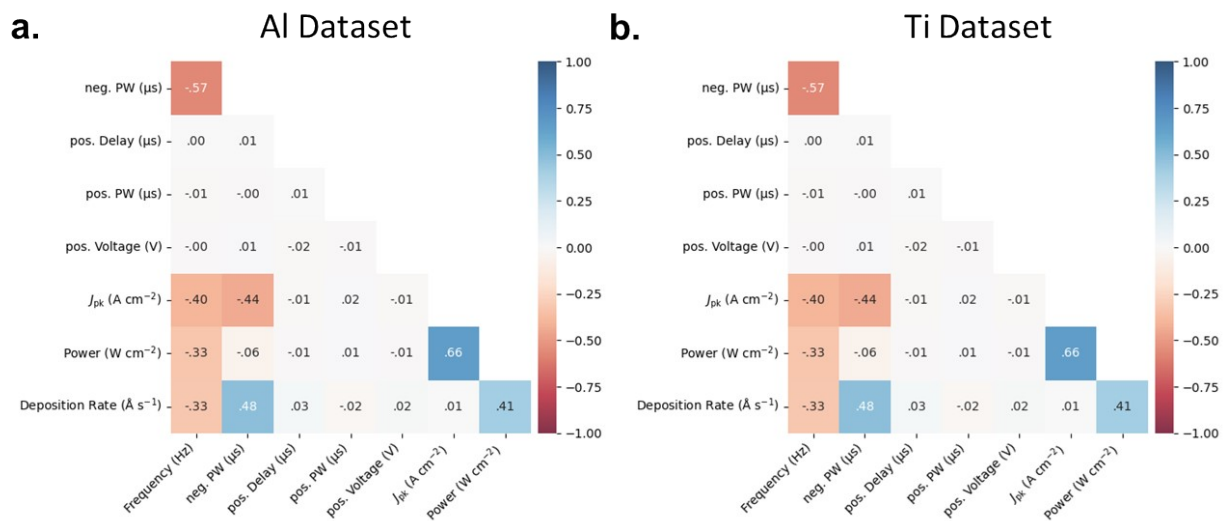 a. Al Dataset
neg. PW (μs) -.57
pos. Delay (μs) .00 .01
pos. PW (μs) -.01 -.00 .01
pos. Voltage (V) -.00 .01 -.02 -.01
Jpk (A cm⁻²) -.40 -.44 -.01 .02 -.01
Power (W cm⁻²) -.33 -.06 -.01 .01 -.01 .66
Deposition Rate (Å s⁻¹) -.33 .48 .03 -.02 .02 .01 .41
Frequency (Hz)
neg. PW (μs)
pos. Delay (μs)
pos. PW (μs)
pos. Voltage (V)
Jpk (A cm⁻²)
Power (W cm⁻²)
1.00
0.75
0.50
0.25
0.00
−0.25
−0.50
−0.75
−1.00
b. Ti Dataset
neg. PW (μs) -.57
pos. Delay (μs) .00 .01
pos. PW (μs) -.01 -.00 .01
pos. Voltage (V) -.00 .01 -.02 -.01
Jpk (A cm⁻²) -.40 -.44 -.01 .02 -.01
Power (W cm⁻²) -.33 -.06 -.01 .01 -.01 .66
Deposition Rate (Å s⁻¹) -.33 .48 .03 -.02 .02 .01 .41
Frequency (Hz)
neg. PW (μs)
pos. Delay (μs)
pos. PW (μs)
pos. Voltage (V)
Jpk (A cm⁻²)
Power (W cm⁻²)
1.00
0.75
0.50
0.25
0.00
−0.25
−0.50
−0.75
−1.00